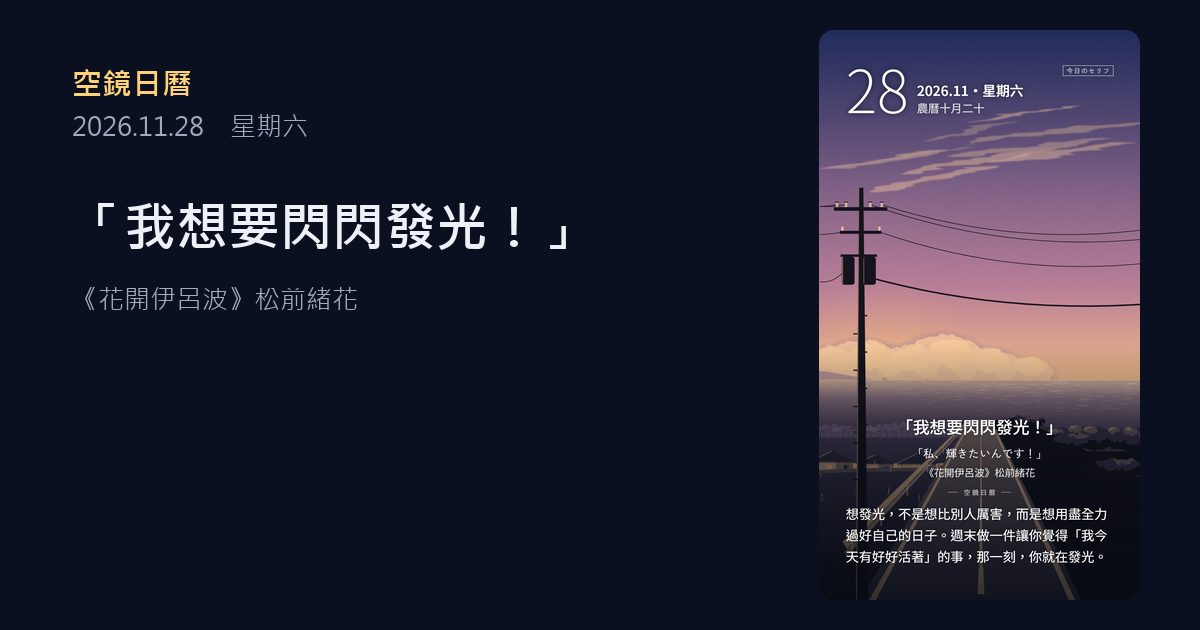 空鏡日曆
2026.11.28　星期六
「我想要閃閃發光！」
《花開伊呂波》松前緒花
今日のセリフ
28
2026.11・星期六
農曆十月二十
「我想要閃閃發光！」
「私、輝きたいんです！」
《花開伊呂波》松前緒花
— 空鏡日曆 —
想發光，不是想比別人厲害，而是想用盡全力
過好自己的日子。週末做一件讓你覺得「我今
天有好好活著」的事，那一刻，你就在發光。